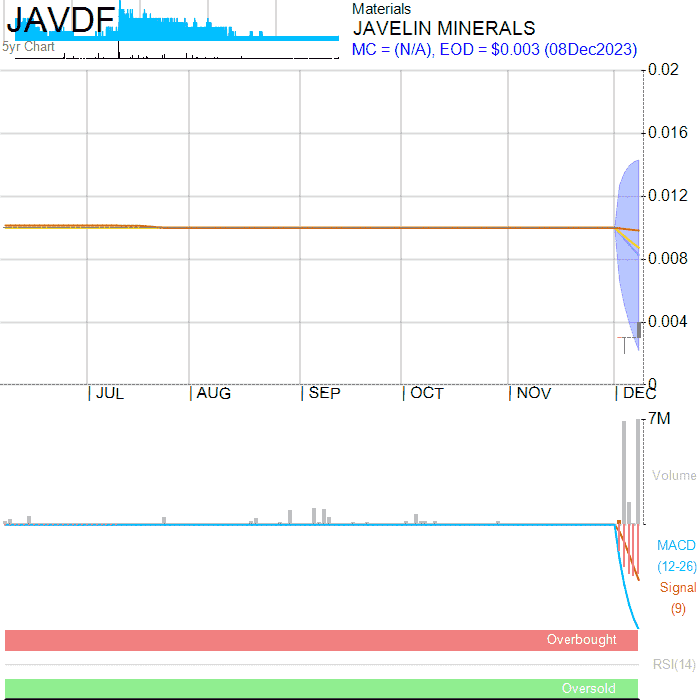 JAVDF
5yr Chart
Materials
JAVELIN MINERALS
MC = (N/A), EOD = $0.003 (08Dec2023)
0.02
0.016
0.012
0.008
0.004
0
JUL AUG SEP OCT NOV DEC
7M
Volume
MACD
(12-26)
Signal
(9)
Overbought
RSI(14)
Oversold